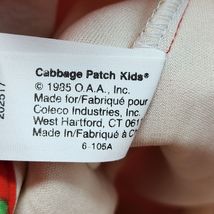 Cabbage Patch Kids®
© 1985 O.A.A., Inc.
Made for/Fabriqué pour
Coleco Industries, Inc.
West Hartford, CT 061
Made in/Fabriqué à C
6-105A
202517